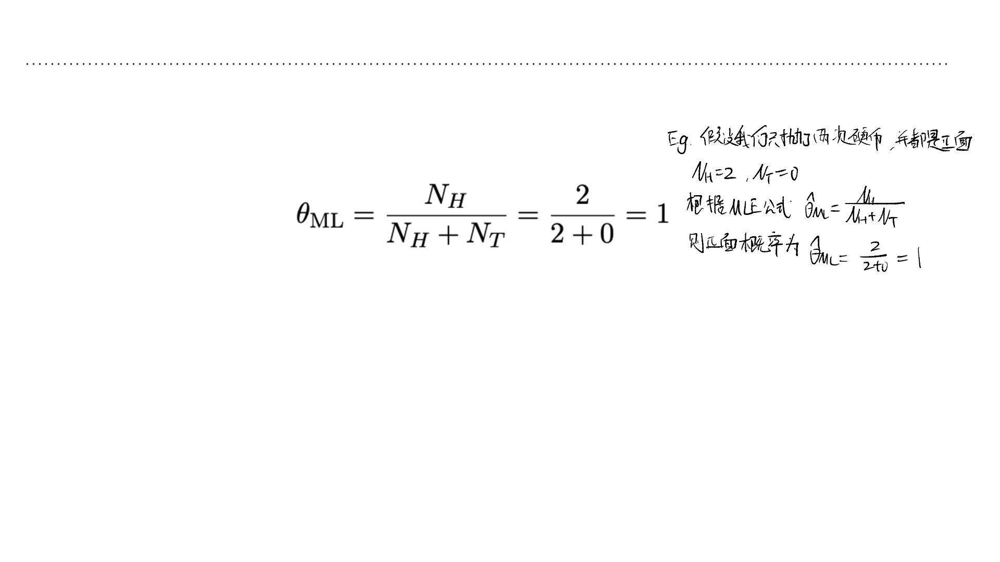 θ_ML = N_H / (N_H + N_T) = 2 / (2 + 0) = 1
Eg. 假设我们只抛了两次硬币,并都是正面
N_H=2, N_T=0
根据MLE公式 θ̂_ML = N_H / (N_H+N_T)
则正面概率为 θ̂_ML = 2 / (2+0) = 1